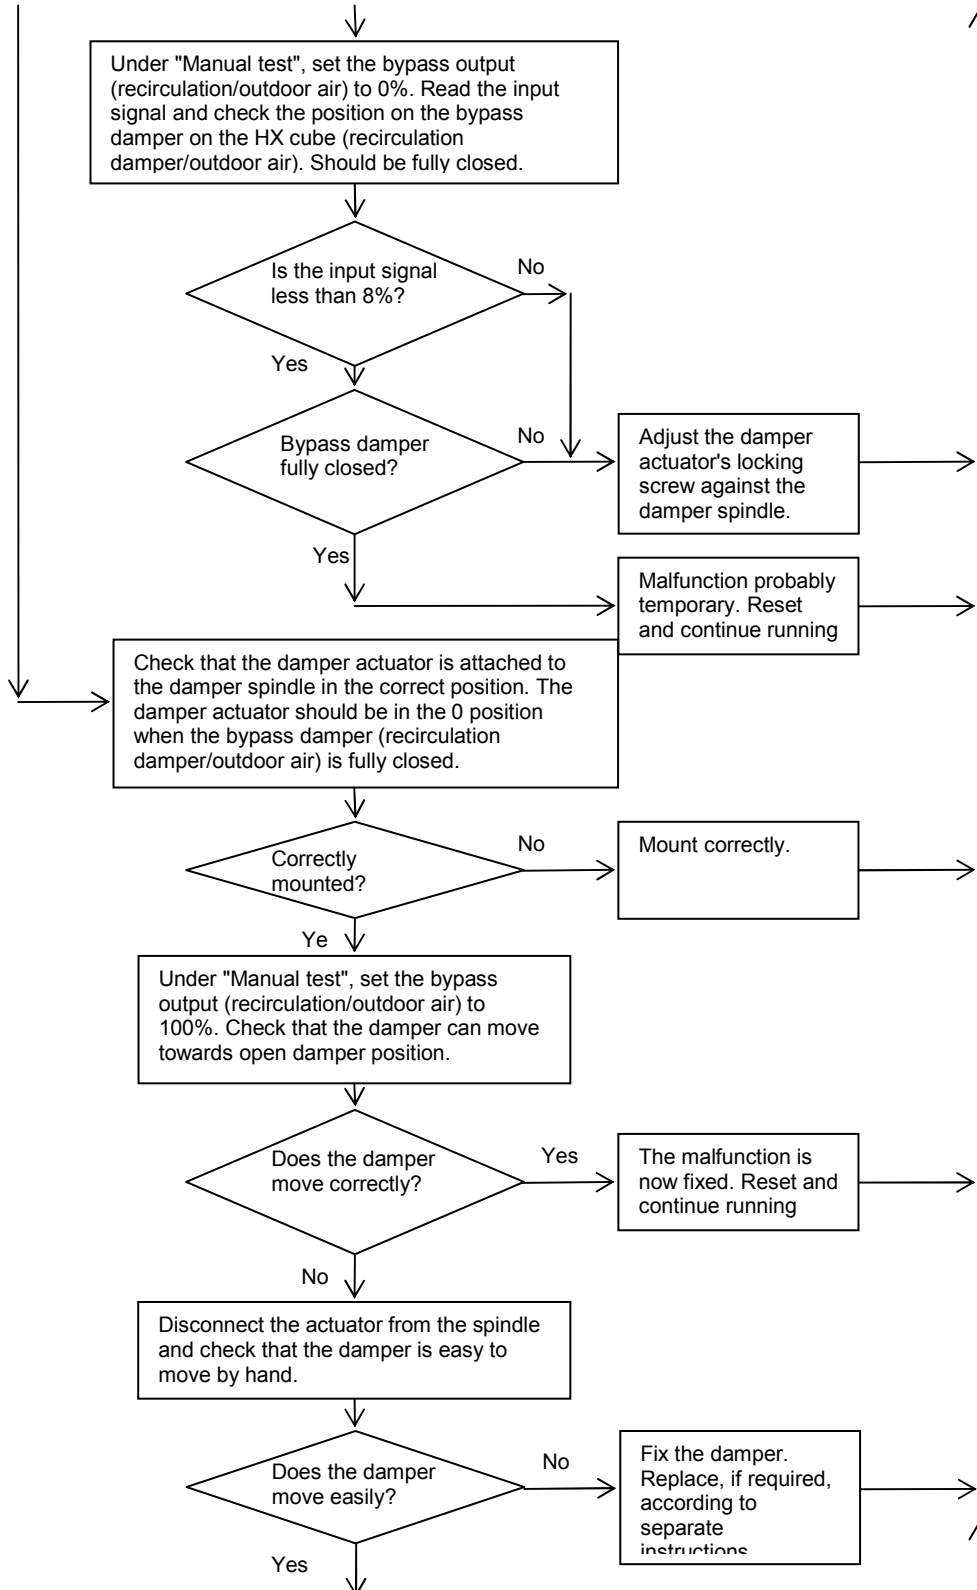 Under "Manual test", set the bypass output
(recirculation/outdoor air) to 0%. Read the input
signal and check the position on the bypass
damper on the HX cube (recirculation
damper/outdoor air). Should be fully closed.
Is the input signal
less than 8%?
No
Yes
Bypass damper
fully closed?
No
Adjust the damper
actuator's locking
screw against the
damper spindle.
Yes
Malfunction probably
temporary. Reset
and continue running
Check that the damper actuator is attached to
the damper spindle in the correct position. The
damper actuator should be in the 0 position
when the bypass damper (recirculation
damper/outdoor air) is fully closed.
Correctly
mounted?
No
Mount correctly.
Ye
Under "Manual test", set the bypass
output (recirculation/outdoor air) to
100%. Check that the damper can move
towards open damper position.
Does the damper
move correctly?
Yes
The malfunction is
now fixed. Reset and
continue running
No
Disconnect the actuator from the spindle
and check that the damper is easy to
move by hand.
Does the damper
move easily?
No
Fix the damper.
Replace, if required,
according to
separate
instructions
Yes